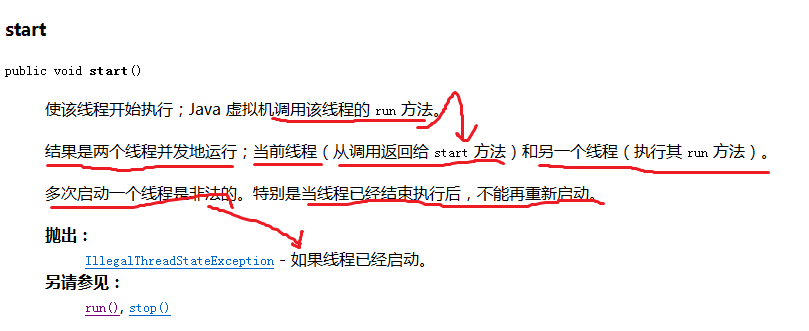 start
public void start()
使该线程开始执行；Java 虚拟机调用该线程的 run 方法。
结果是两个线程并发地运行；当前线程（从调用返回给 start 方法）和另一个线程（执行其 run 方法）。
多次启动一个线程是非法的。特别是当线程已经结束执行后，不能再重新启动。
抛出：
IllegalThreadStateException - 如果线程已经启动。
另请参见：
run(), stop()